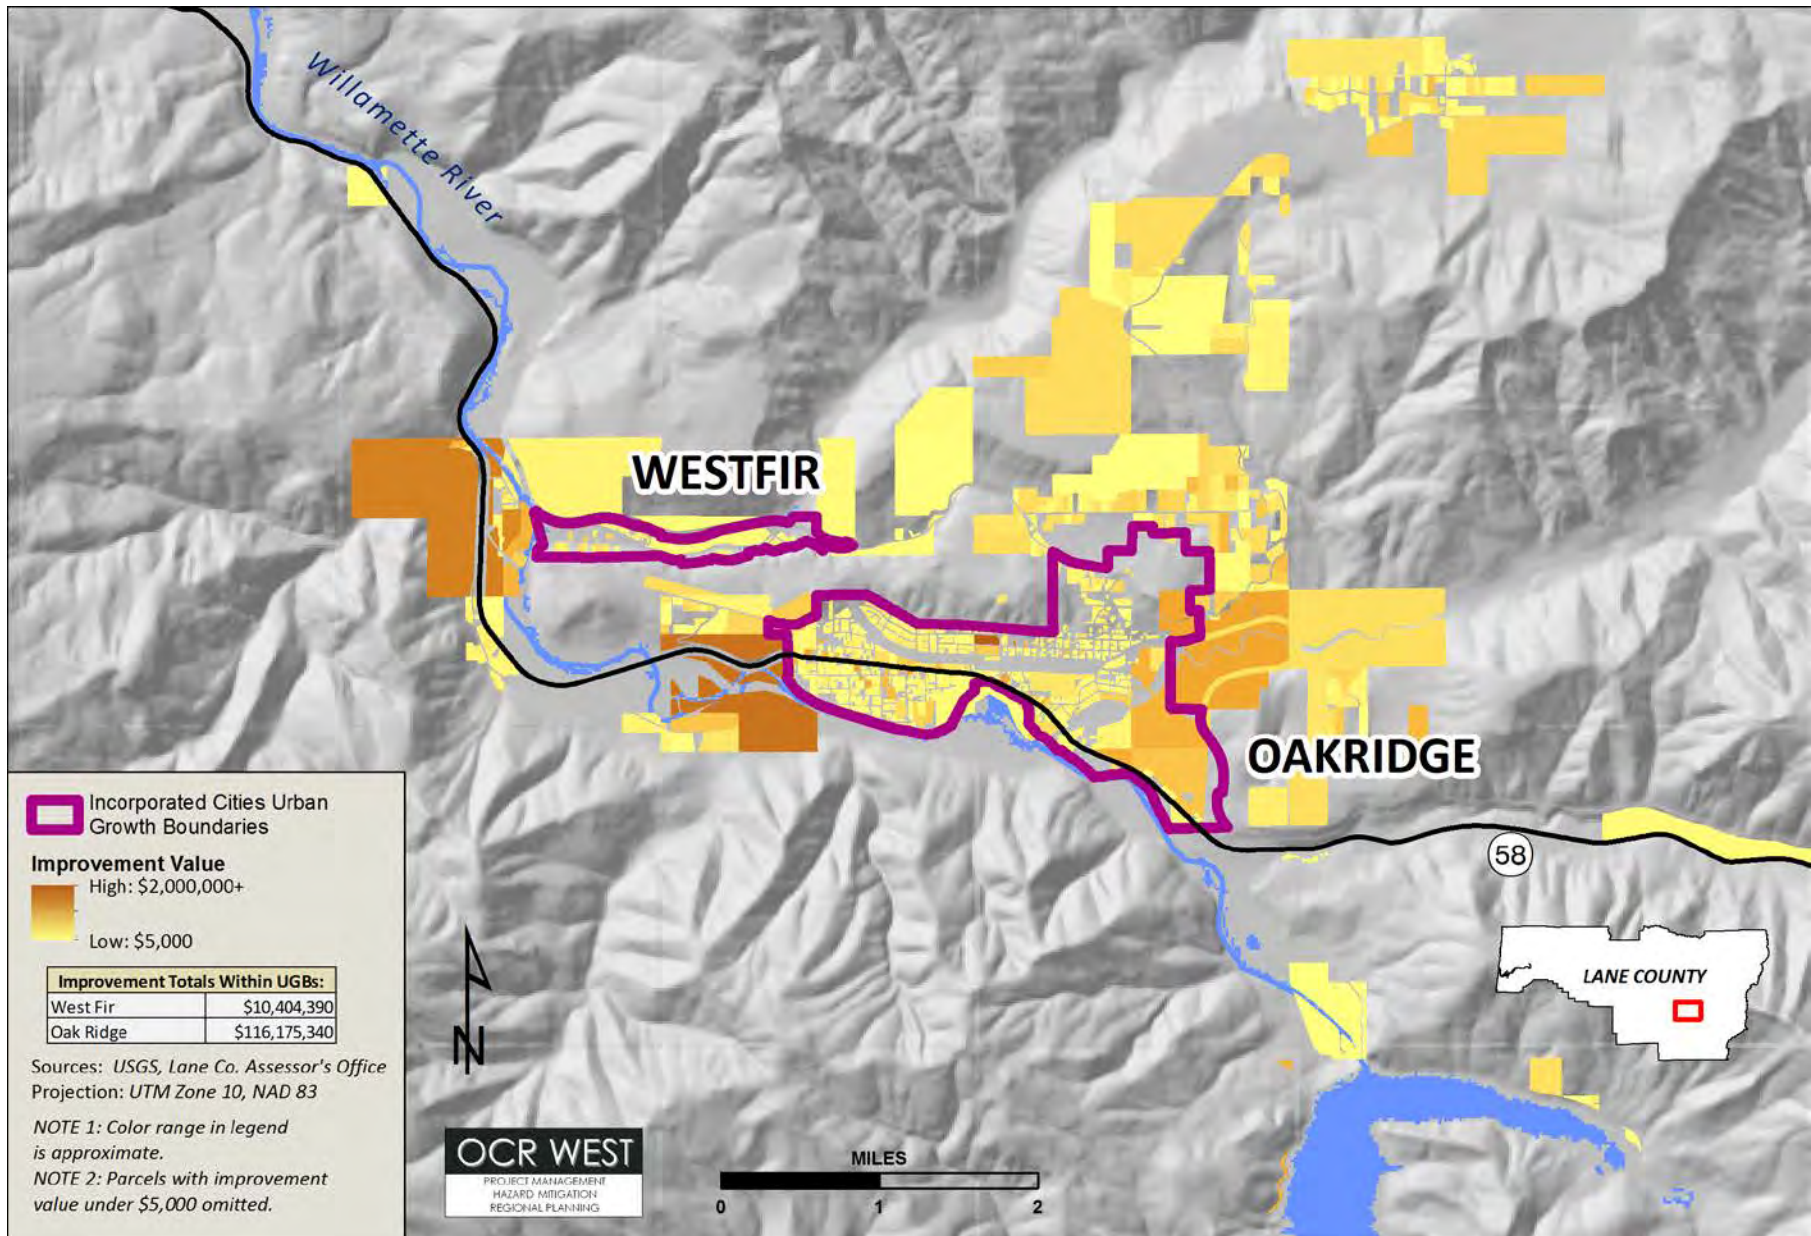 Willamette River
WESTFIR
OAKRIDGE
58
Incorporated Cities Urban
Growth Boundaries
Improvement Value
High: $2,000,000+
Low: $5,000
Improvement Totals Within UGBs:
West Fir $10,404,390
Oak Ridge $116,175,340
Sources: USGS, Lane Co. Assessor's Office
Projection: UTM Zone 10, NAD 83
NOTE 1: Color range in legend
is approximate.
NOTE 2: Parcels with improvement
value under $5,000 omitted.
N
OCR WEST
PROJECT MANAGEMENT
HAZARD MITIGATION
REGIONAL PLANNING
MILES
0 1 2
LANE COUNTY